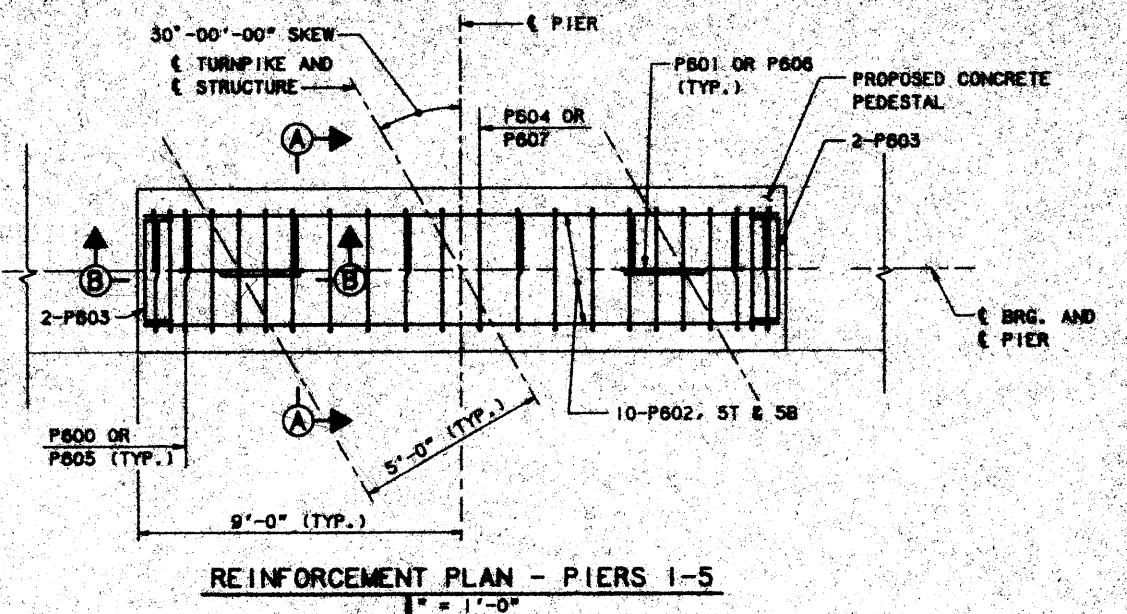 30°-00'-00" SKEW
℄ TURNPIKE AND
℄ STRUCTURE
℄ PIER
P601 OR P606
(TYP.)
PROPOSED CONCRETE
PEDESTAL
P604 OR
P607
2-P603
A
B
B
2-P603
℄ BRG. AND
℄ PIER
A
10-P602, 5T & 5B
P600 OR
P605 (TYP.)
5'-0" (TYP.)
9'-0" (TYP.)
REINFORCEMENT PLAN - PIERS 1-5
" = 1'-0"